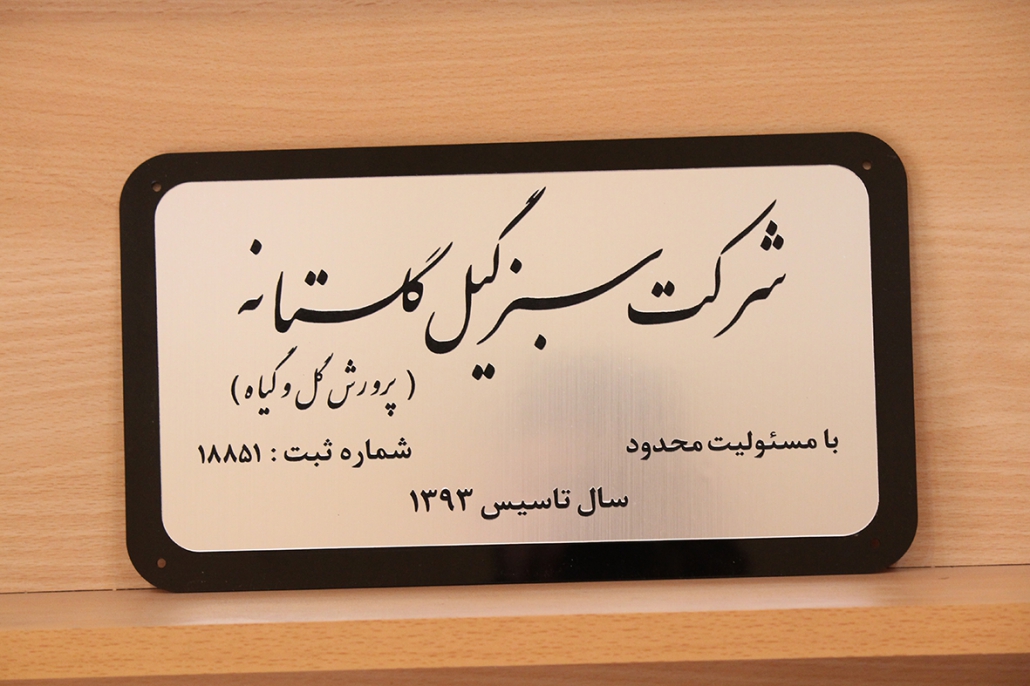 شرکت سبز گیل گلستانه
( پرورش گل و گیاه )
با مسئولیت محدود
شماره ثبت : ۱۸۸۵۱
سال تاسیس ۱۳۹۳